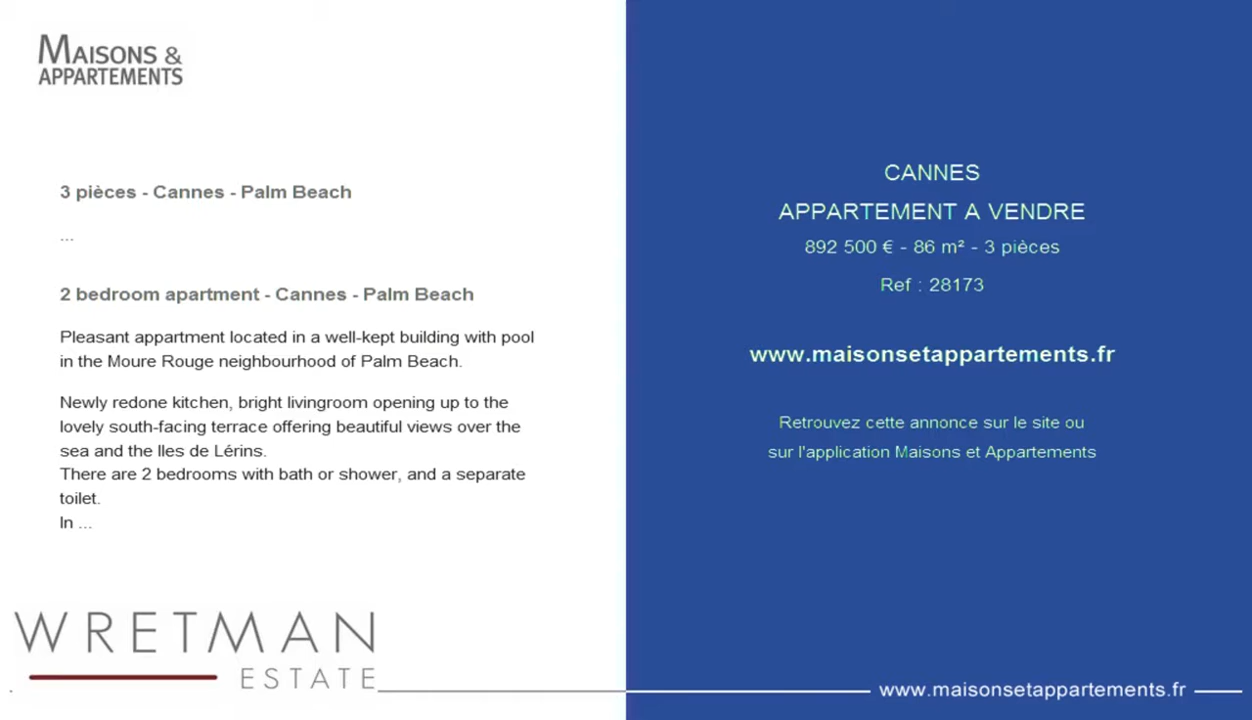 MAISONS &
APPARTEMENTS
3 pièces - Cannes - Palm Beach
...
2 bedroom apartment - Cannes - Palm Beach
Pleasant appartment located in a well-kept building with pool
in the Moure Rouge neighbourhood of Palm Beach.
Newly redone kitchen, bright livingroom opening up to the
lovely south-facing terrace offering beautiful views over the
sea and the Iles de Lérins.
There are 2 bedrooms with bath or shower, and a separate
toilet.
In ...
WRETMAN
ESTATE
CANNES
APPARTEMENT A VENDRE
892 500 € - 86 m² - 3 pièces
Ref : 28173
www.maisonsetappartements.fr
Retrouvez cette annonce sur le site ou
sur l'application Maisons et Appartements
www.maisonsetappartements.fr